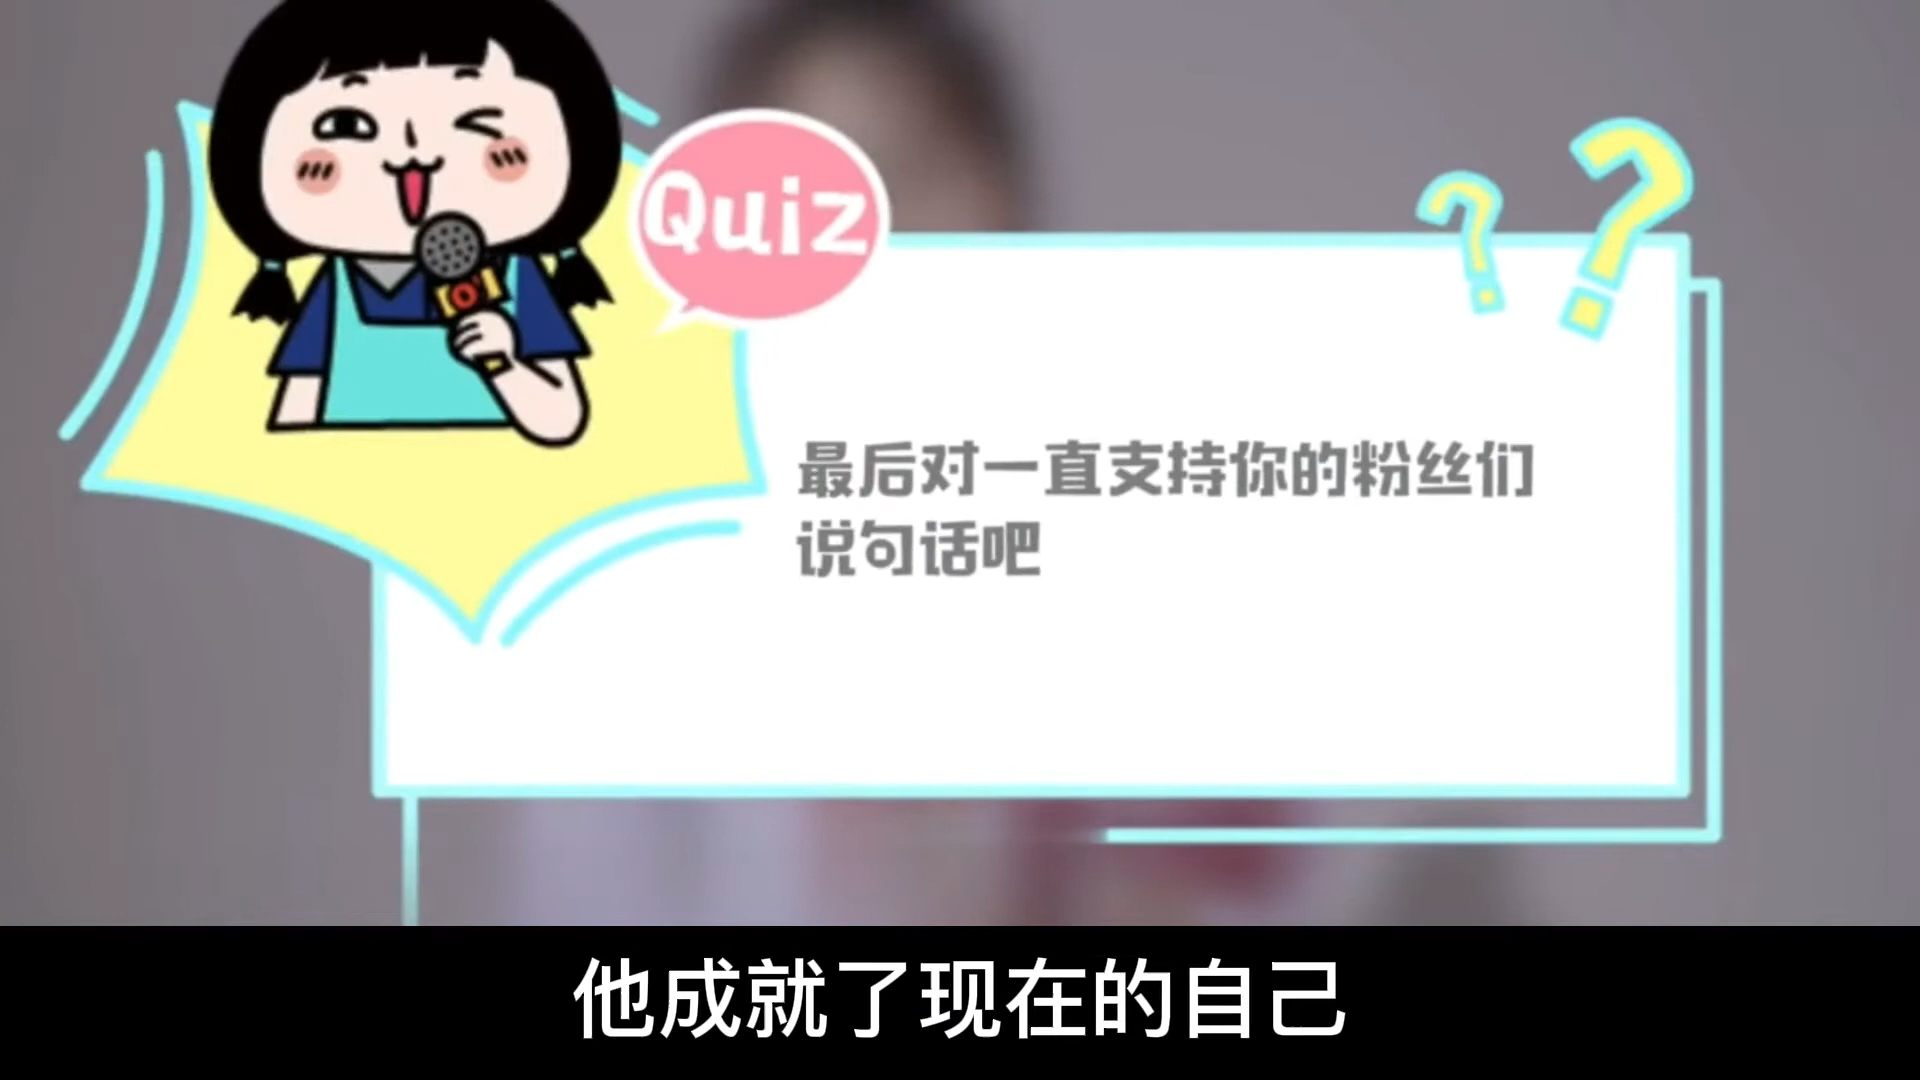 Quiz
最后对一直支持你的粉丝们
说句话吧
他成就了现在的自己